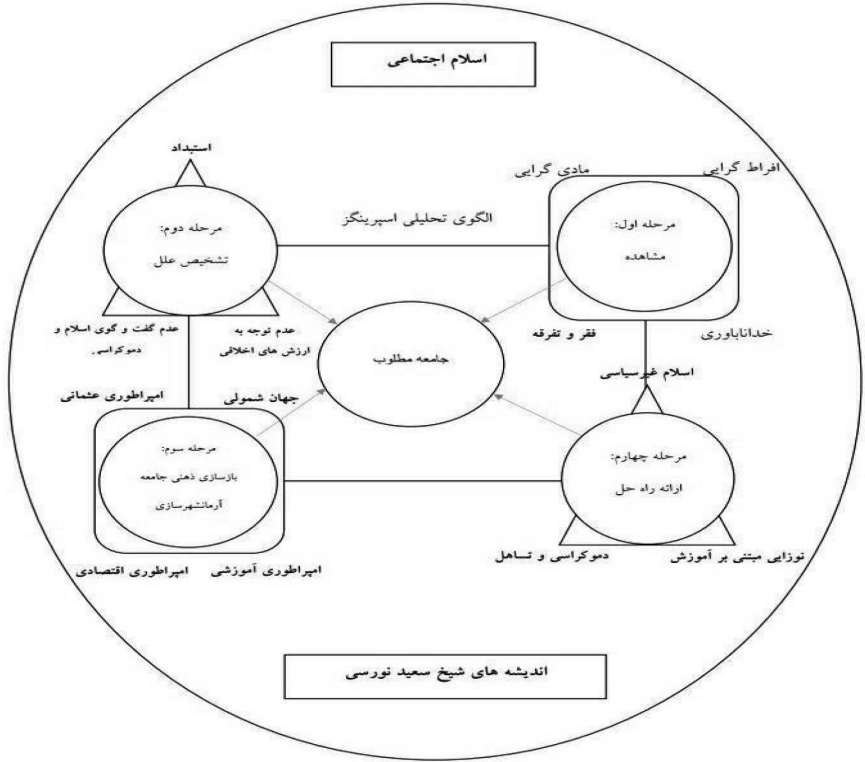 اسلام اجتماعی
استبداد
مرحله دوم:
تشخیص علل
عدم گفت و گوی اسلام و
دموکراسی
عدم توجه به
ارزش های اخلاقی
الگوی تحلیلی اسپرینگز
افراط گرایی
مادی گرایی
مرحله اول:
مشاهده
خداناباوری
فقر و تفرقه
جامعه مطلوب
امپراطوری عثمانی
جهان شمولی
مرحله سوم:
بازسازی ذهنی جامعه
آرمانشهرسازی
امپراطوری آموزشی
امپراطوری اقتصادی
اسلام غیرسیاسی
مرحله چهارم:
ارائه راه حل
نوزایی مبتنی بر آموزش
دموکراسی و تساهل
اندیشه های شیخ سعید نورسی